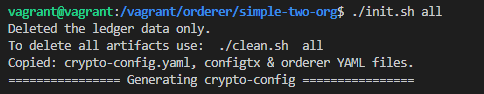 vagrant@vagrant:/vagrant/orderer/simple-two-org$ ./init.sh all
Deleted the ledger data only.
To delete all artifacts use:  ./clean.sh  all
Copied: crypto-config.yaml, configtx & orderer YAML files.
================ Generating crypto-config ================